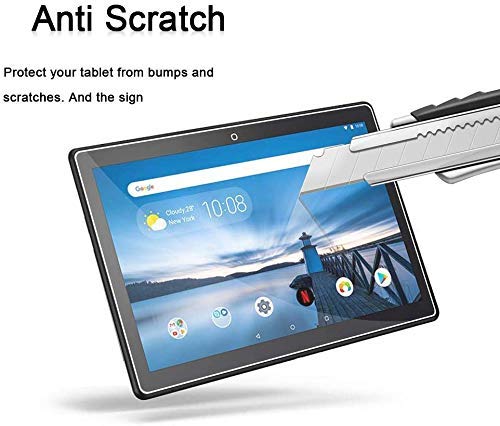 Anti Scratch
Protect your tablet from bumps and
scratches. And the sign
Google
Cloudy,28°
New York
10:08